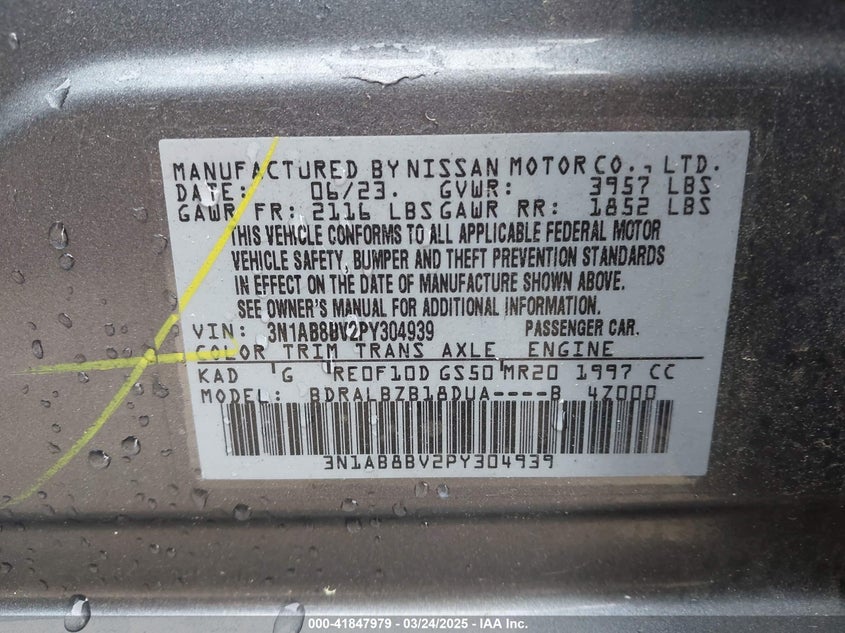 MANUFACTURED BY NISSAN MOTOR CO., LTD.
DATE: 06/23. GVWR: 3957 LBS
GAWR FR: 2116 LBS GAWR RR: 1852 LBS
THIS VEHICLE CONFORMS TO ALL APPLICABLE FEDERAL MOTOR
VEHICLE SAFETY, BUMPER AND THEFT PREVENTION STANDARDS
IN EFFECT ON THE DATE OF MANUFACTURE SHOWN ABOVE.
SEE OWNER'S MANUAL FOR ADDITIONAL INFORMATION.
VIN: 3N1AB8BV2PY304939 PASSENGER CAR.
COLOR TRIM TRANS AXLE ENGINE
KAD G RE0F10D GS50 MR20 1997 CC
MODEL: BDRALBZB18DUA----B 4Z000
3N1AB8BV2PY304939
000-41847979 - 03/24/2025 - IAA Inc.